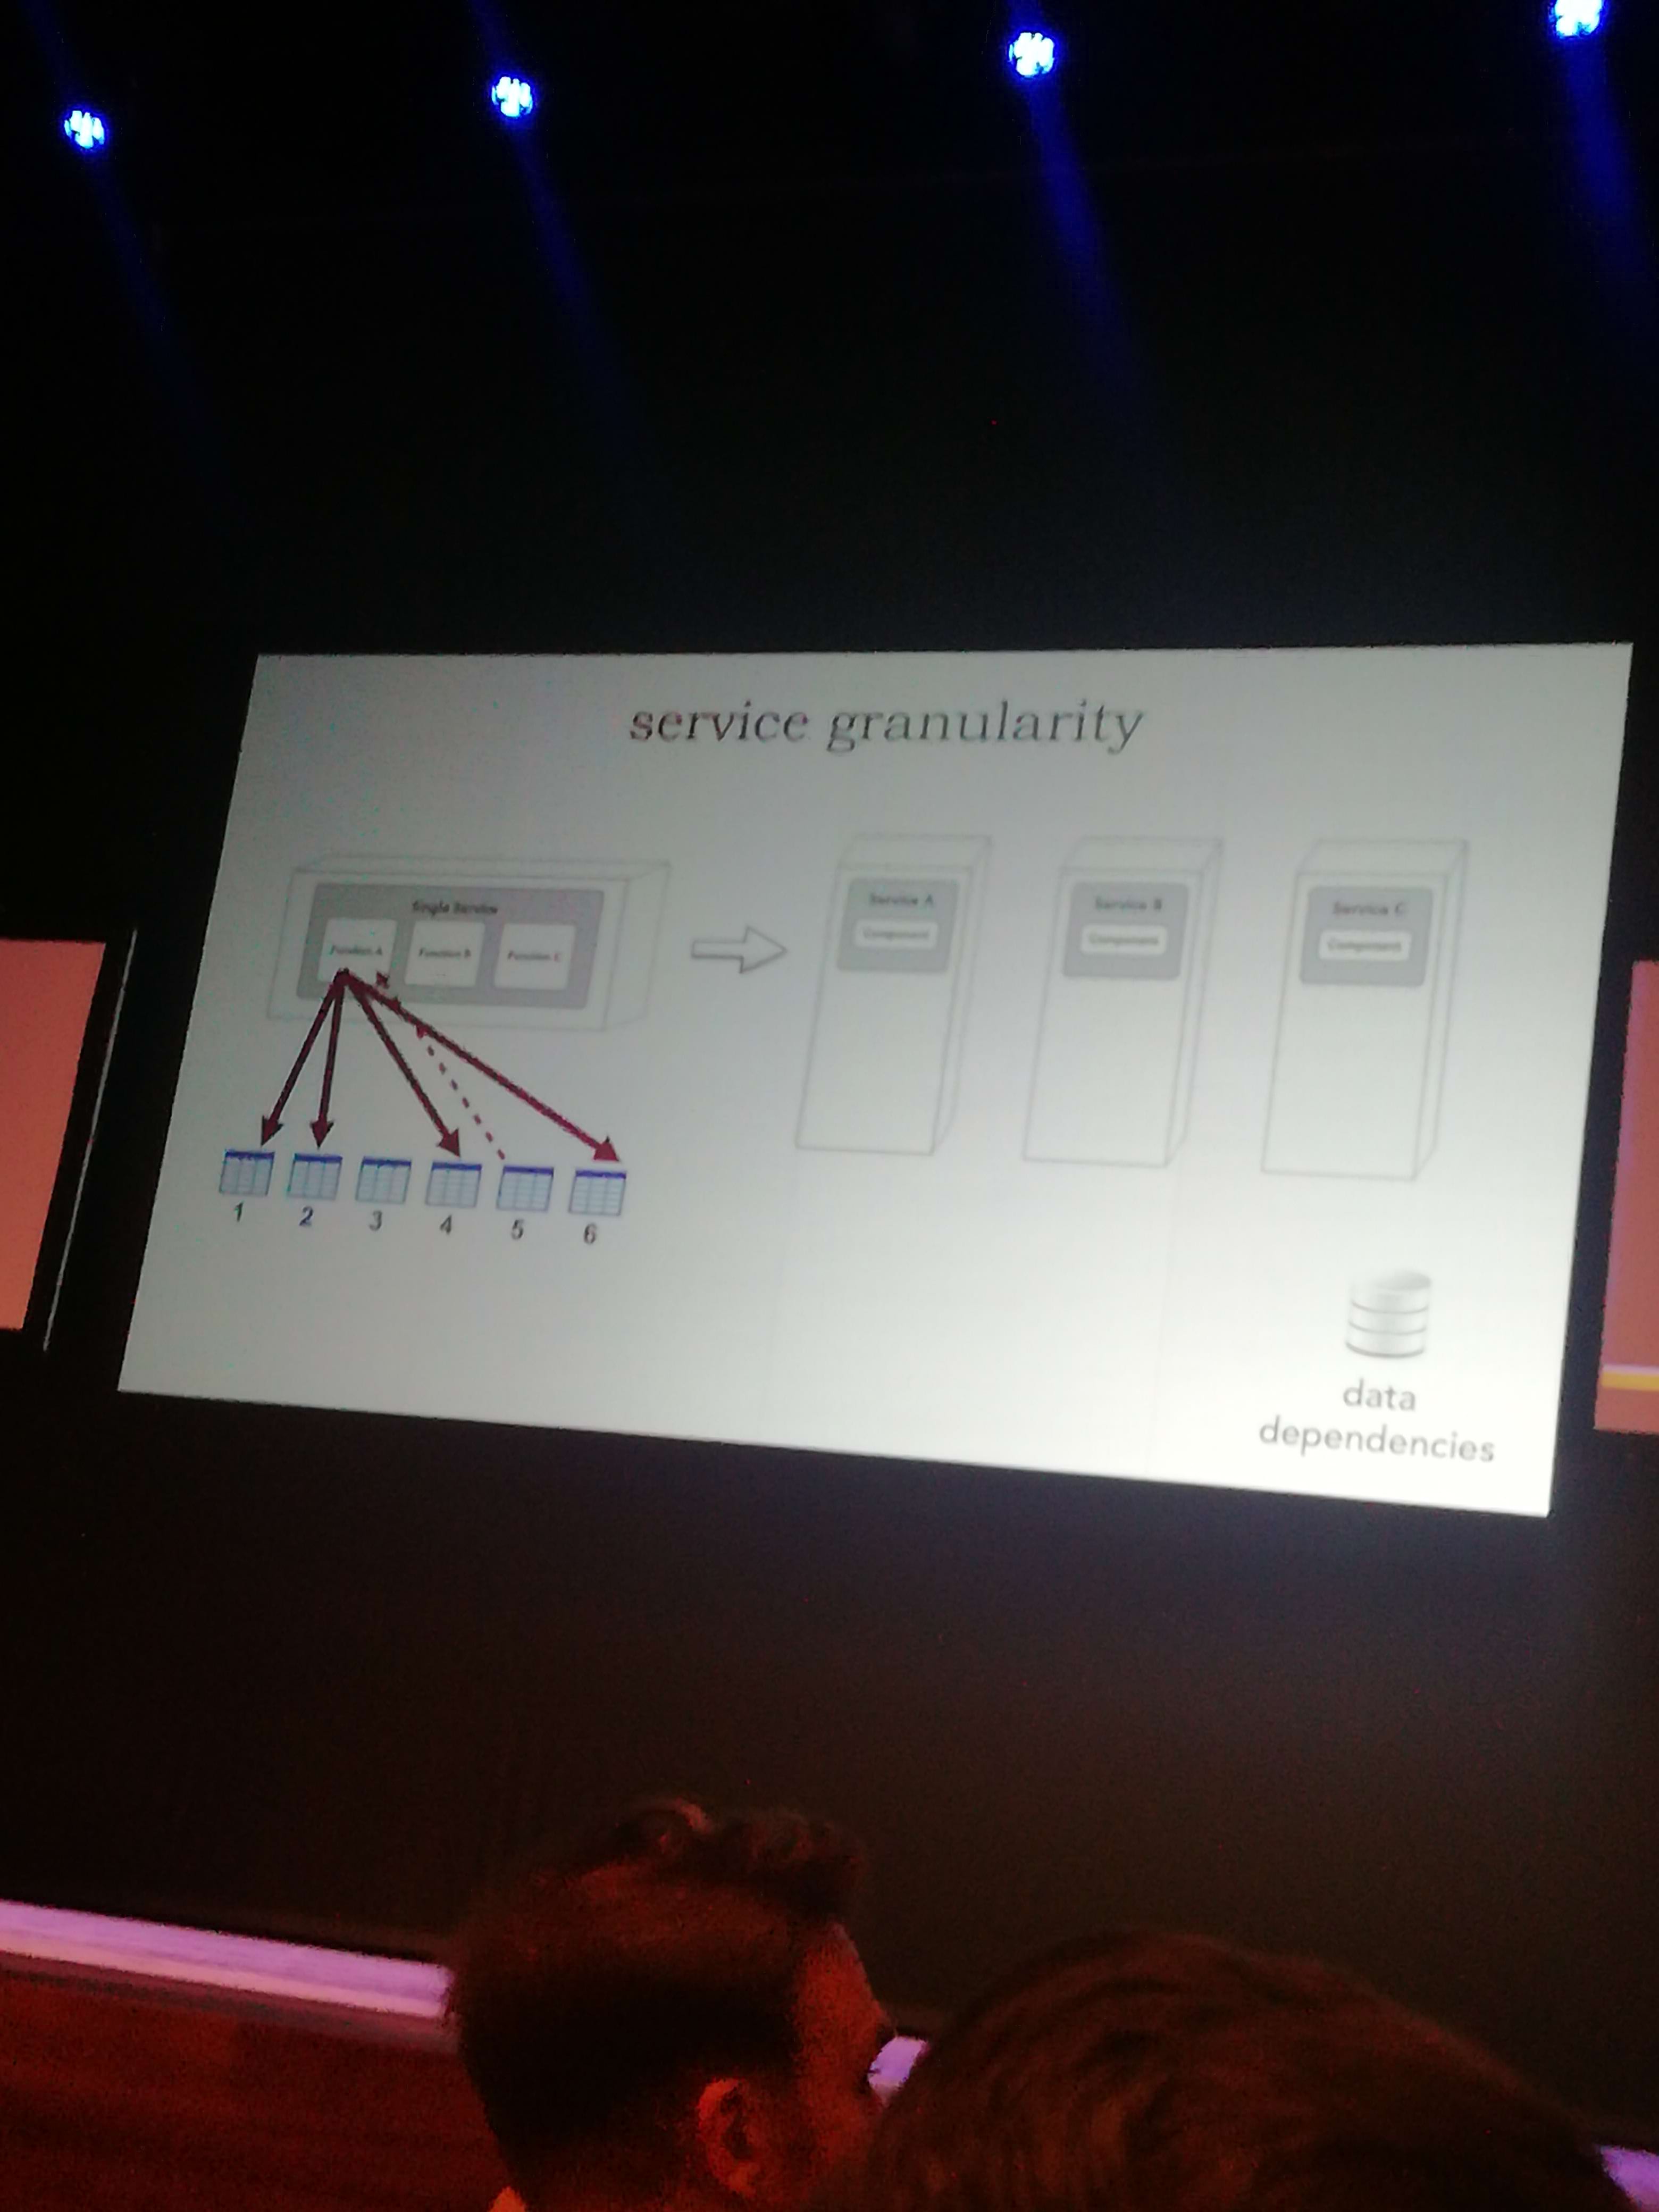 service granularity
Single Service
Function A
Function B
Function C
Service A
Component
Service B
Component
Service C
Component
1
2
3
4
5
6
data
dependencies